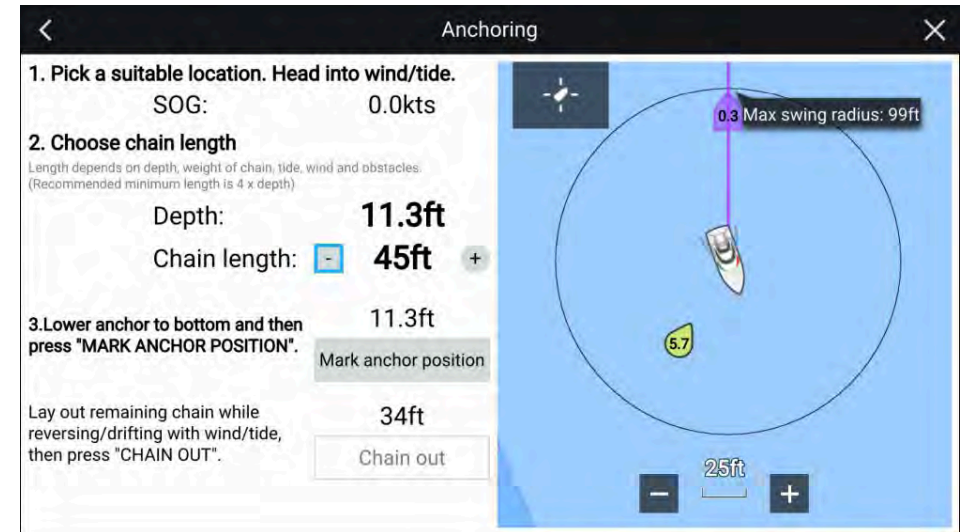 Anchoring
1. Pick a suitable location. Head into wind/tide.
SOG: 0.0kts
2. Choose chain length
Length depends on depth, weight of chain, tide, wind and obstacles.
(Recommended minimum length is 4 x depth)
Depth: 11.3ft
Chain length: - 45ft +
3.Lower anchor to bottom and then
press "MARK ANCHOR POSITION".
11.3ft
Mark anchor position
Lay out remaining chain while
reversing/drifting with wind/tide,
then press "CHAIN OUT".
34ft
Chain out
0.3
Max swing radius: 99ft
5.7
25ft
- +